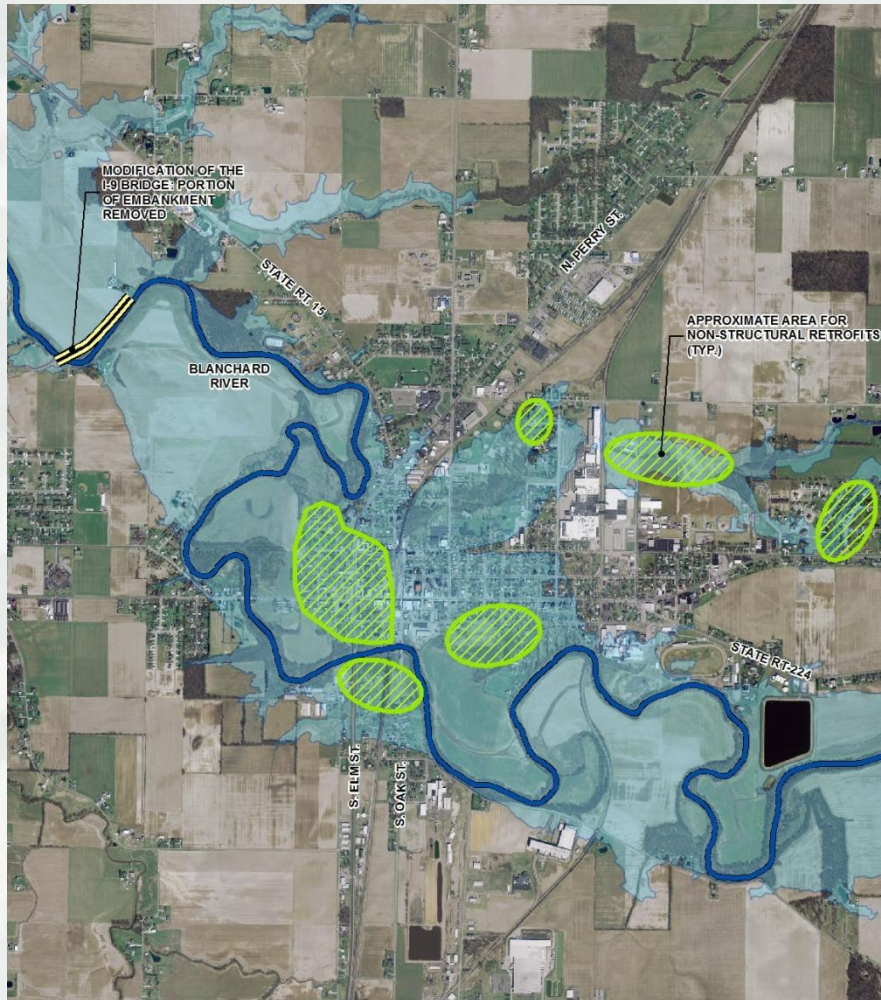 MODIFICATION OF THE
I-9 BRIDGE: PORTION
OF EMBANKMENT
REMOVED
STATE RT. 15
N. PERRY ST.
APPROXIMATE AREA FOR
NON-STRUCTURAL RETROFITS
(TYP.)
BLANCHARD
RIVER
STATE RT-224
S. ELM ST.
S. OAK ST.